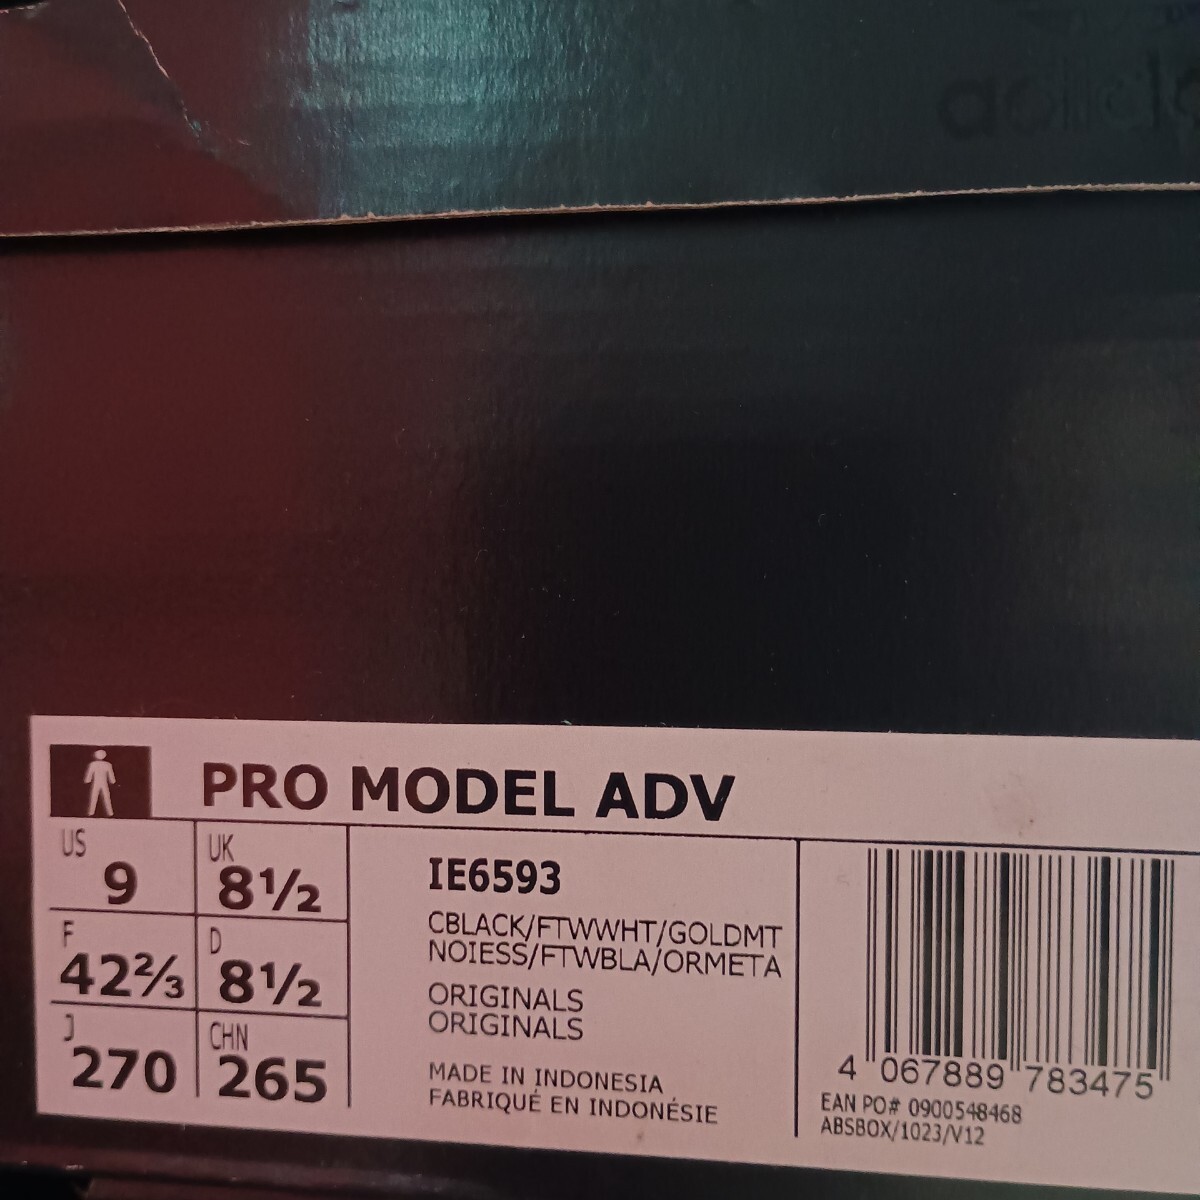 adidas
PRO MODEL ADV
US 9 UK 8½
F 42⅔ D 8½
J 270 CHN 265
IE6593
CBLACK/FTWWHT/GOLDMT
NOIESS/FTWBLA/ORMETA
ORIGINALS
ORIGINALS
MADE IN INDONESIA
FABRIQUÉ EN INDONÉSIE
4 067889 783475
EAN PO# 0900548468
ABSBOX/1023/V12